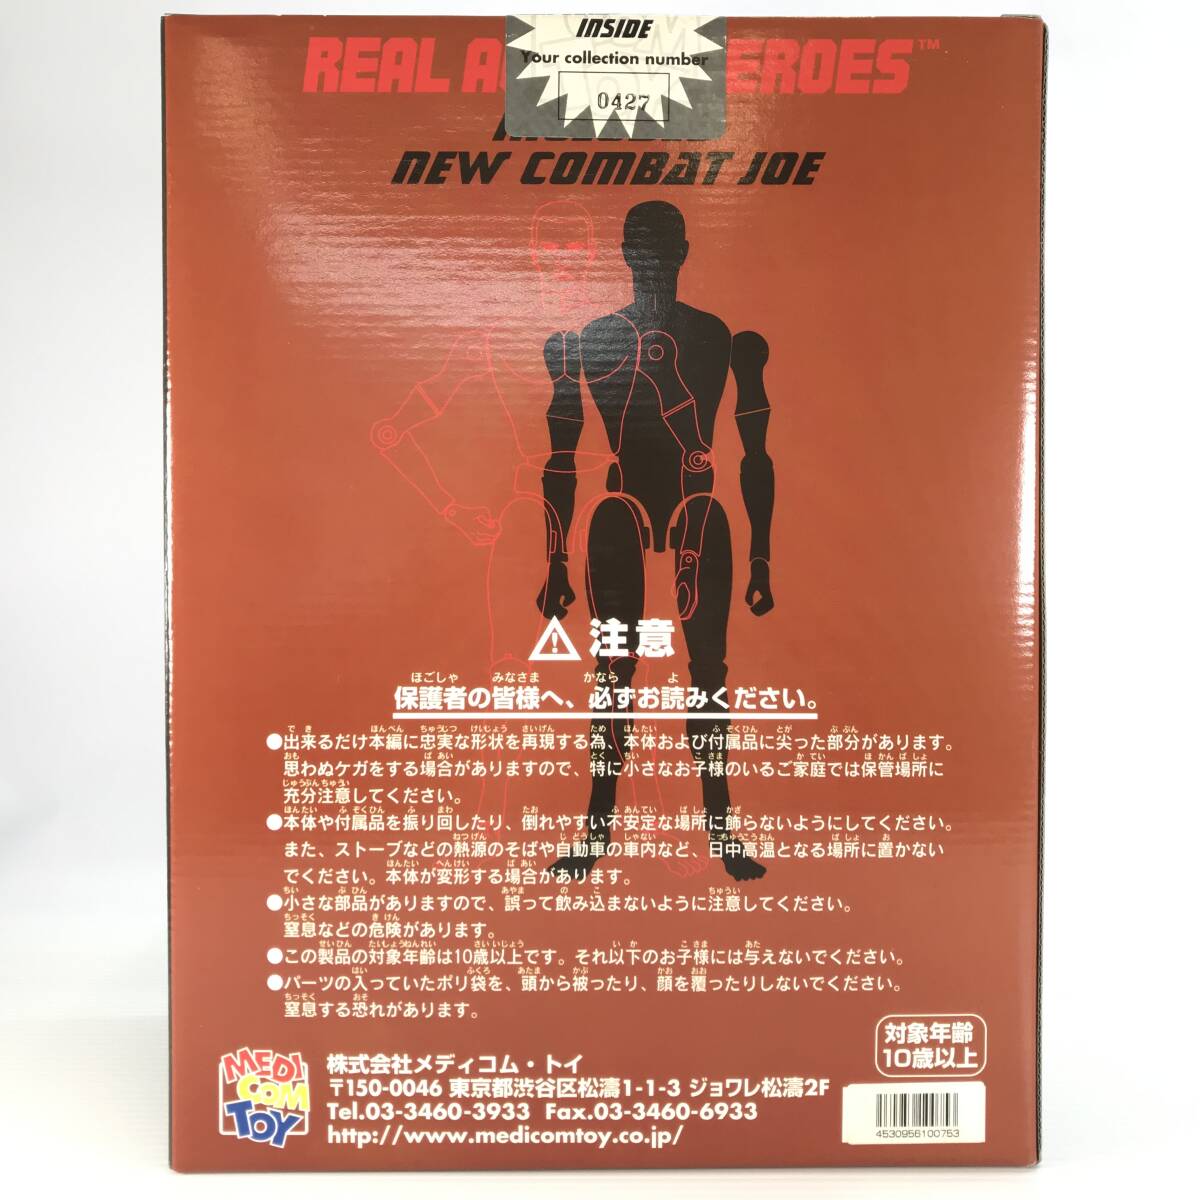 INSIDE
Your collection number
0427
REAL A EROES™
NEW COMBAT JOE
⚠注意
保護者の皆様へ、必ずお読みください。
ほごしゃ みなさま かなら よ
●出来るだけ本編に忠実な形状を再現する為、本体および付属品に尖った部分があります。
思わぬケガをする場合がありますので、特に小さなお子様のいるご家庭では保管場所に
充分注意してください。
●本体や付属品を振り回したり、倒れやすい不安定な場所に飾らないようにしてください。
また、ストーブなどの熱源のそばや自動車の車内など、日中高温となる場所に置かない
でください。本体が変形する場合があります。
●小さな部品がありますので、誤って飲み込まないように注意してください。
窒息などの危険があります。
●この製品の対象年齢は10歳以上です。それ以下のお子様には与えないでください。
●パーツの入っていたポリ袋を、頭から被ったり、顔を覆ったりしないでください。
窒息する恐れがあります。
対象年齢
10歳以上
MEDI
COM
TOY
株式会社メディコム・トイ
〒150-0046 東京都渋谷区松濤1-1-3 ジョワレ松濤2F
Tel.03-3460-3933 Fax.03-3460-6933
http://www.medicomtoy.co.jp/
4530956100753